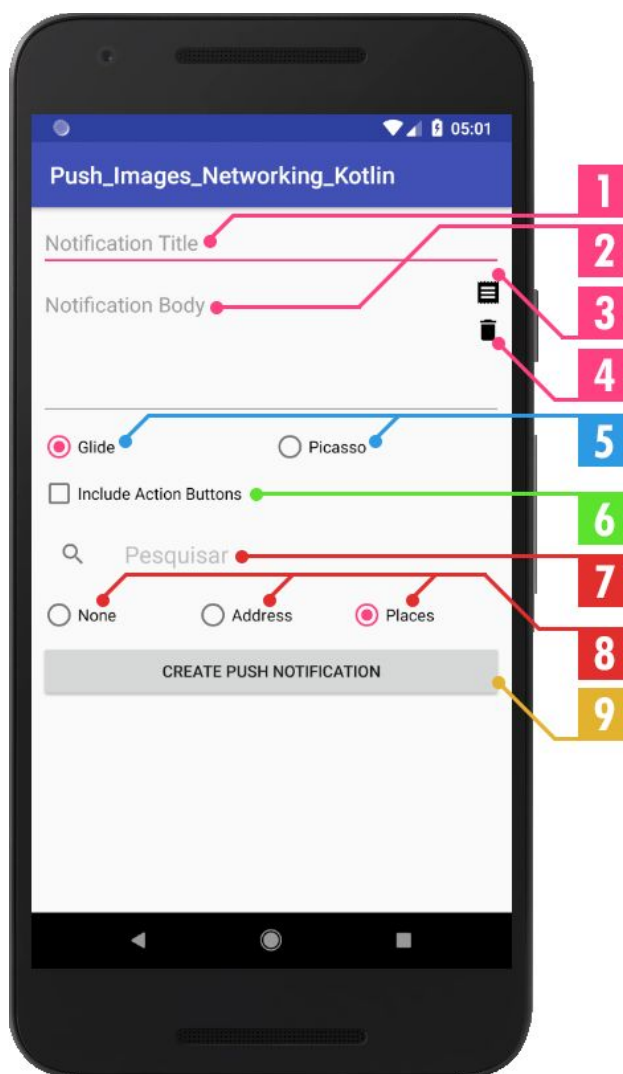 05:01
Push_Images_Networking_Kotlin
1
Notification Title
2
Notification Body
3
4
Glide
Picasso
5
Include Action Buttons
6
Pesquisar
7
None
Address
Places
8
CREATE PUSH NOTIFICATION
9